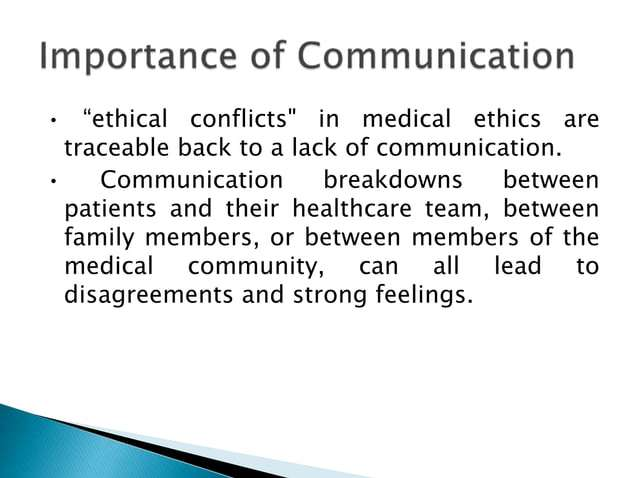 Importance of Communication
• “ethical conflicts" in medical ethics are
traceable back to a lack of communication.
• Communication breakdowns between
patients and their healthcare team, between
family members, or between members of the
medical community, can all lead to
disagreements and strong feelings.